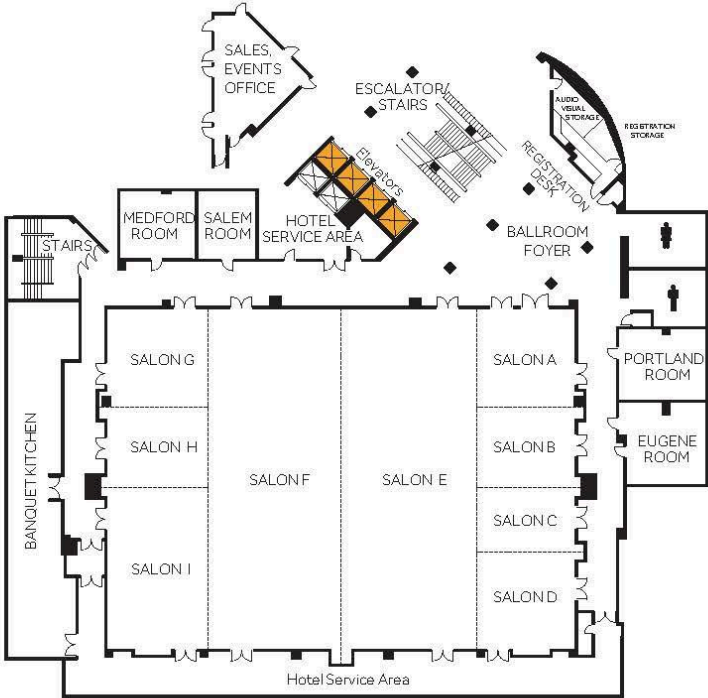 SALES,
EVENTS
OFFICE
ESCALATOR/
STAIRS
AUDIO
VISUAL
STORAGE
REGISTRATION
STORAGE
Elevators
REGISTRATION
DESK
MEDFORD
ROOM
SALEM
ROOM
HOTEL
SERVICE AREA
BALLROOM
FOYER
STAIRS
SALON G
SALON A
PORTLAND
ROOM
SALON H
SALON B
EUGENE
ROOM
BANQUET KITCHEN
SALON F
SALON E
SALON C
SALON I
SALON D
Hotel Service Area